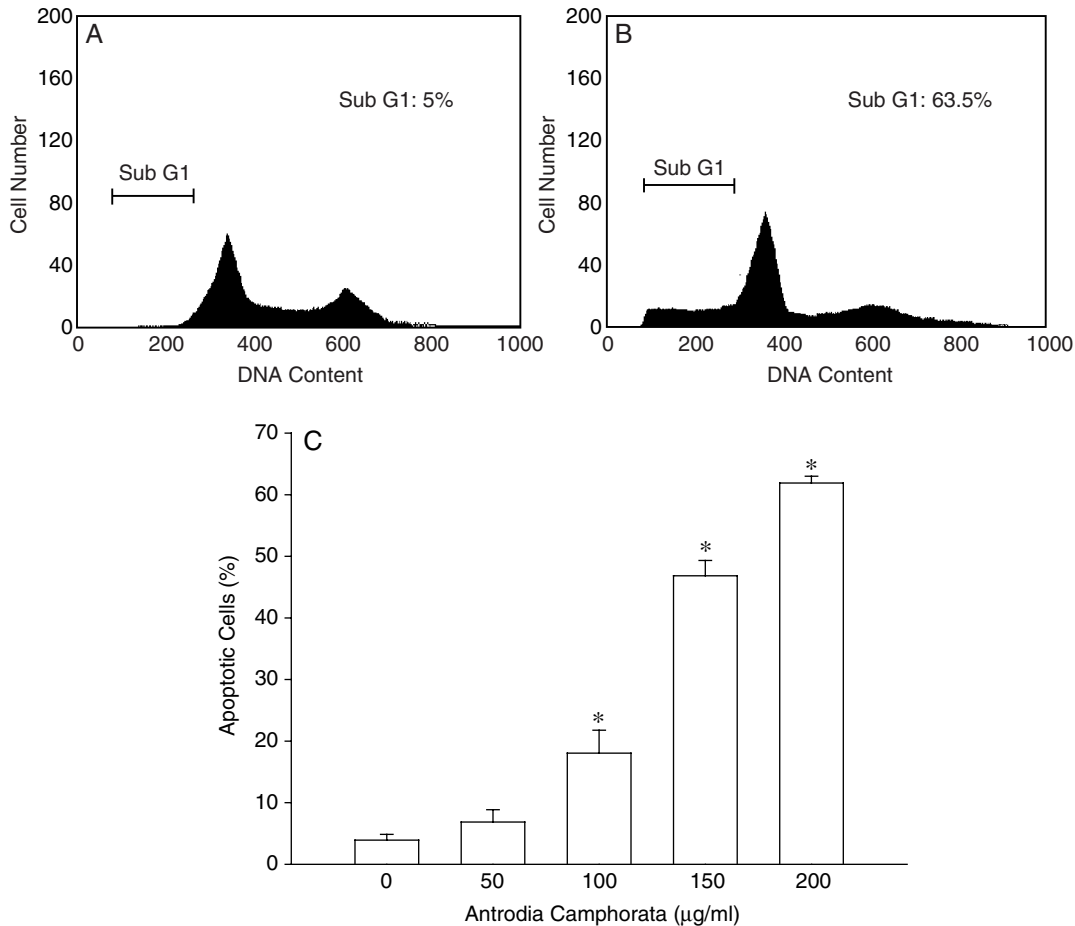 A
Sub G1: 5%
Sub G1
Cell Number
200
160
120
80
40
0
0 200 400 600 800 1000
DNA Content
B
Sub G1: 63.5%
Sub G1
Cell Number
200
160
120
80
40
0
0 200 400 600 800 1000
DNA Content
C
Apoptotic Cells (%)
70
60
50
40
30
20
10
0
*
*
*
0 50 100 150 200
Antrodia Camphorata (μg/ml)